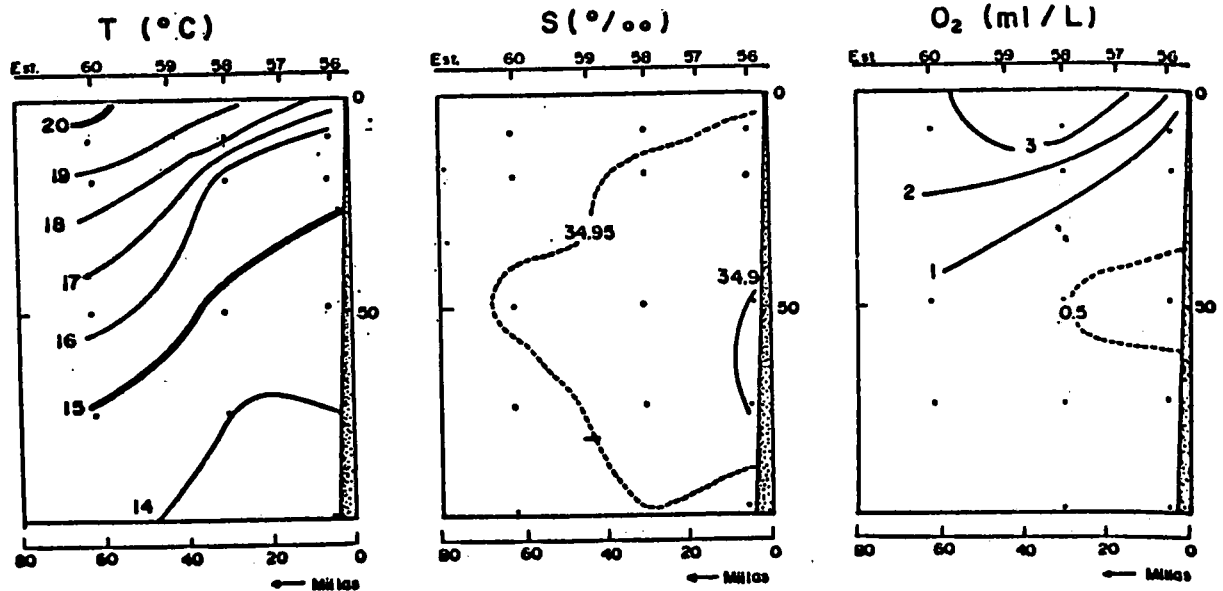 T (°C)
Est. 60 59 58 57 56
0
20
19
18
17
50
16
15
14
80 60 40 20 0
← Millas
S (°/oo)
Est. 60 59 58 57 56
0
34.95
34.9
50
80 60 40 20 0
← Millas
O₂ (ml/L)
Est 60 59 58 57 56
0
3
2
1
50
0.5
80 60 40 20 0
← Millas